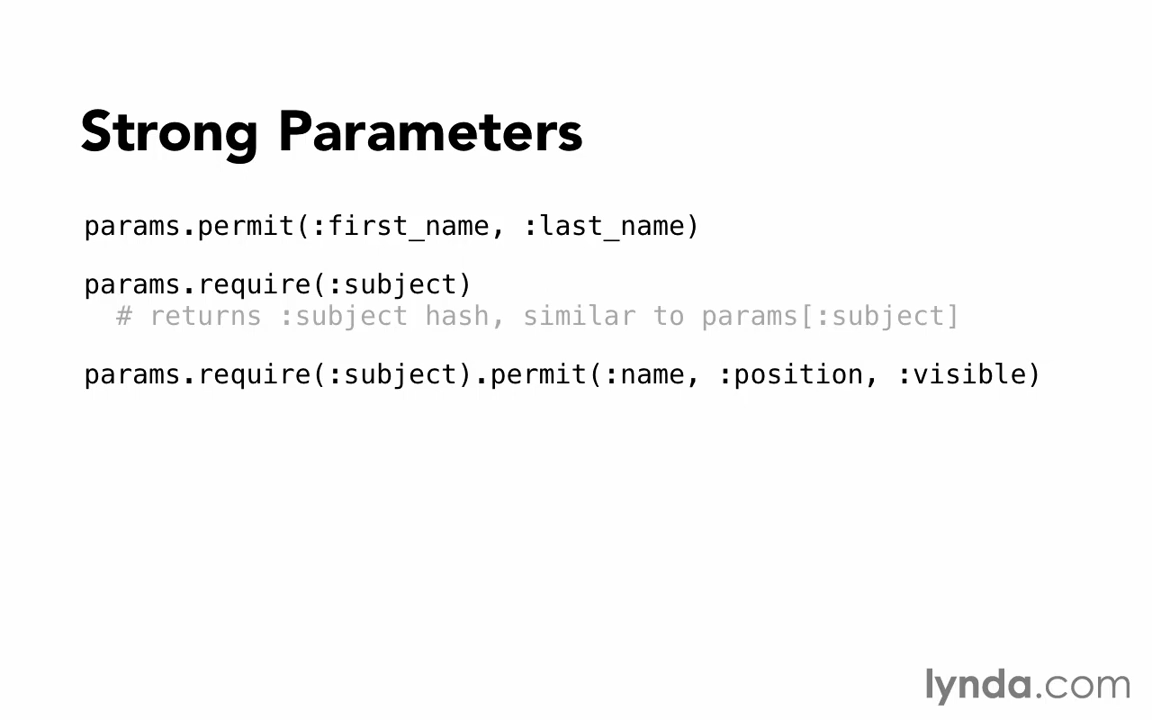 Strong Parameters
params.permit(:first_name, :last_name)
params.require(:subject)
# returns :subject hash, similar to params[:subject]
params.require(:subject).permit(:name, :position, :visible)
lynda.com